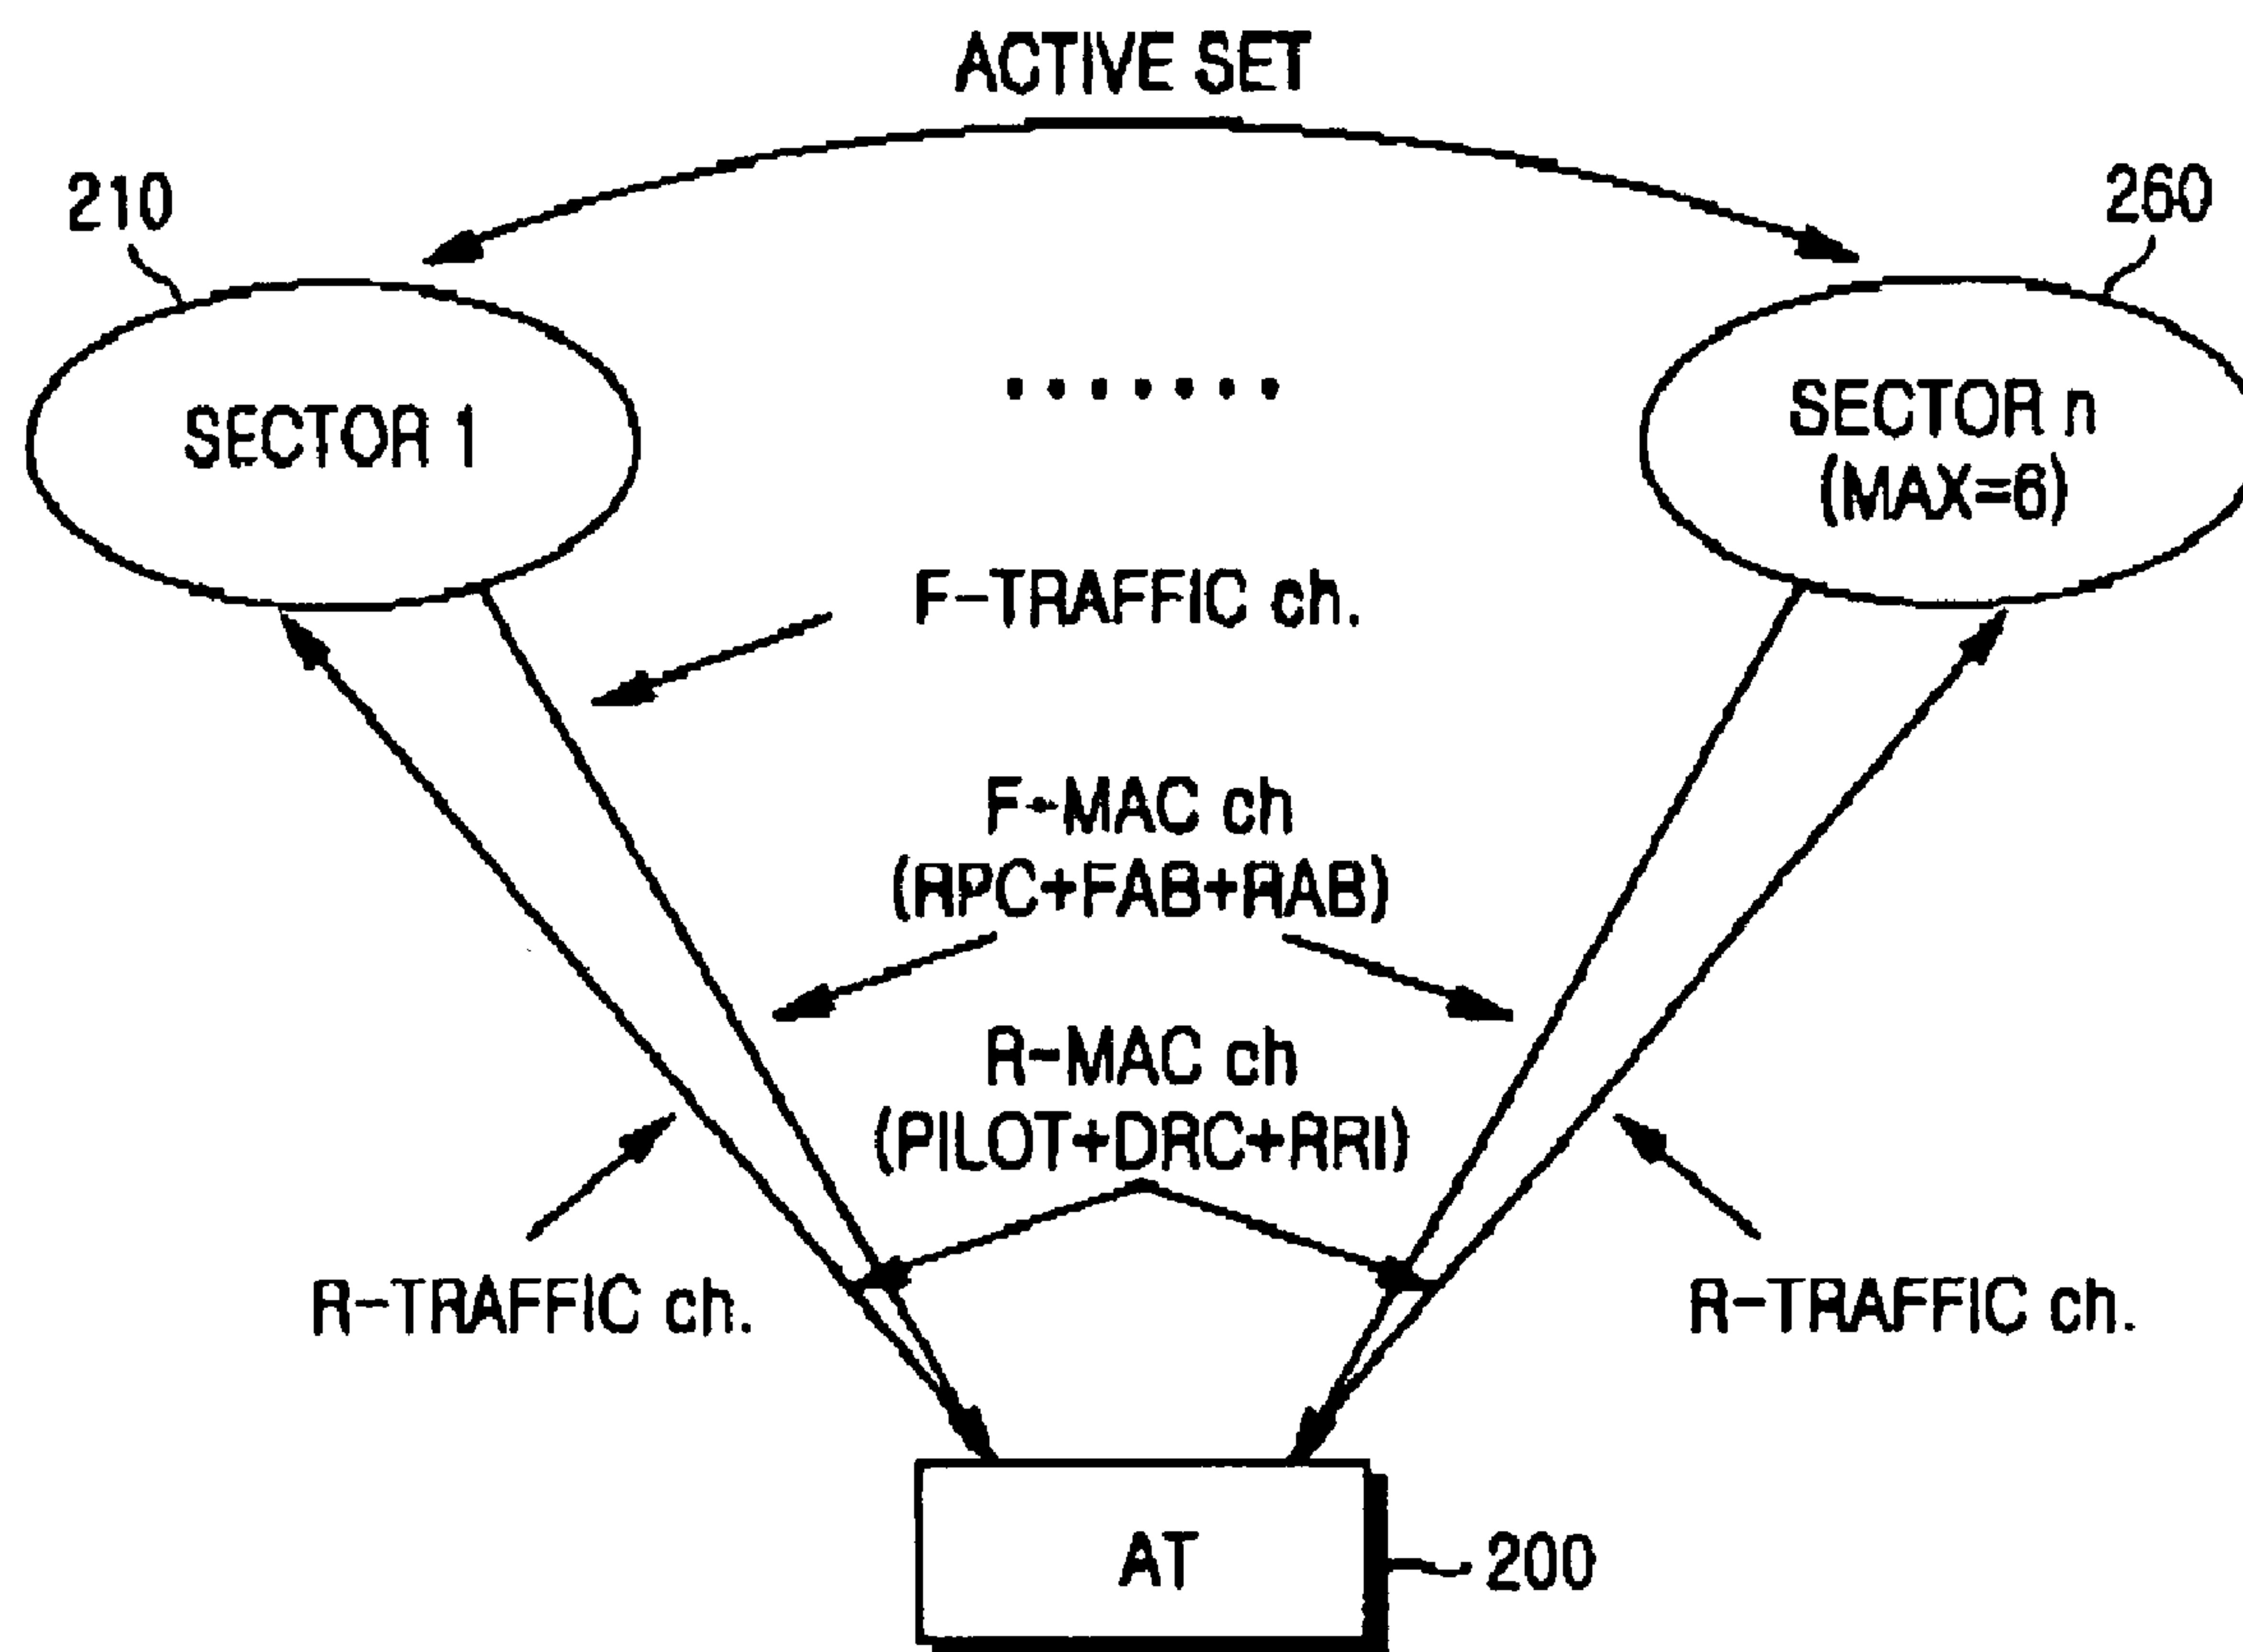 ACTIVE SET
210
260
SECTOR 1
SECTOR n
(MAX=6)
F-TRAFFIC ch.
F-MAC ch
(RPC+FAB+RAB)
R-MAC ch
(PILOT+DRC+RRI)
R-TRAFFIC ch.
R-TRAFFIC ch.
AT
200